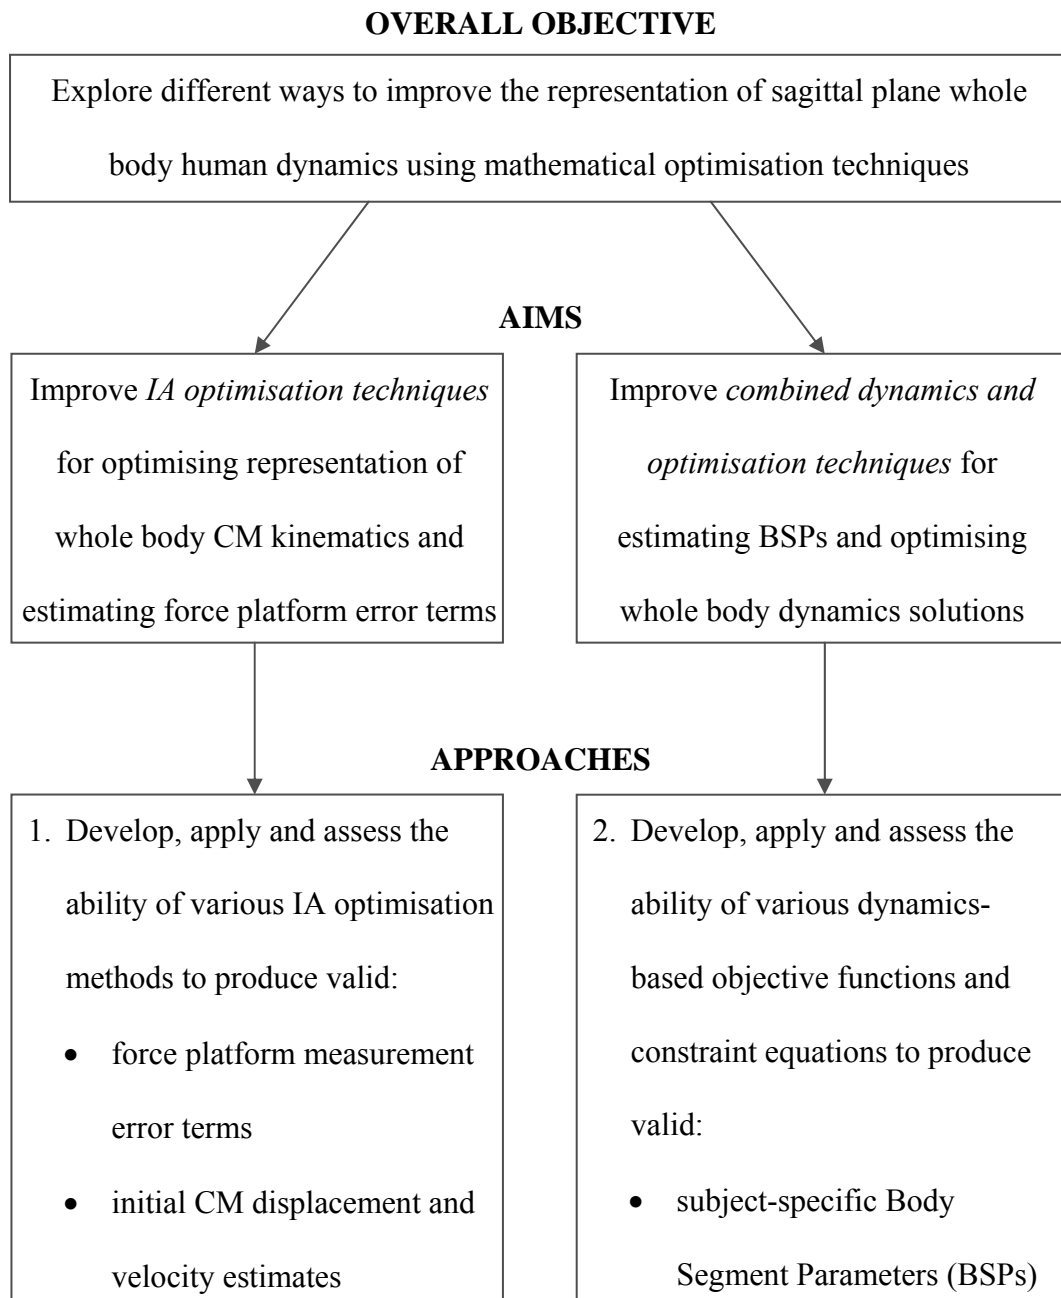 OVERALL OBJECTIVE
Explore different ways to improve the representation of sagittal plane whole
body human dynamics using mathematical optimisation techniques
AIMS
Improve IA optimisation techniques
for optimising representation of
whole body CM kinematics and
estimating force platform error terms
Improve combined dynamics and
optimisation techniques for
estimating BSPs and optimising
whole body dynamics solutions
APPROACHES
1. Develop, apply and assess the
ability of various IA optimisation
methods to produce valid:
• force platform measurement
error terms
• initial CM displacement and
velocity estimates
2. Develop, apply and assess the
ability of various dynamics-
based objective functions and
constraint equations to produce
valid:
• subject-specific Body
Segment Parameters (BSPs)